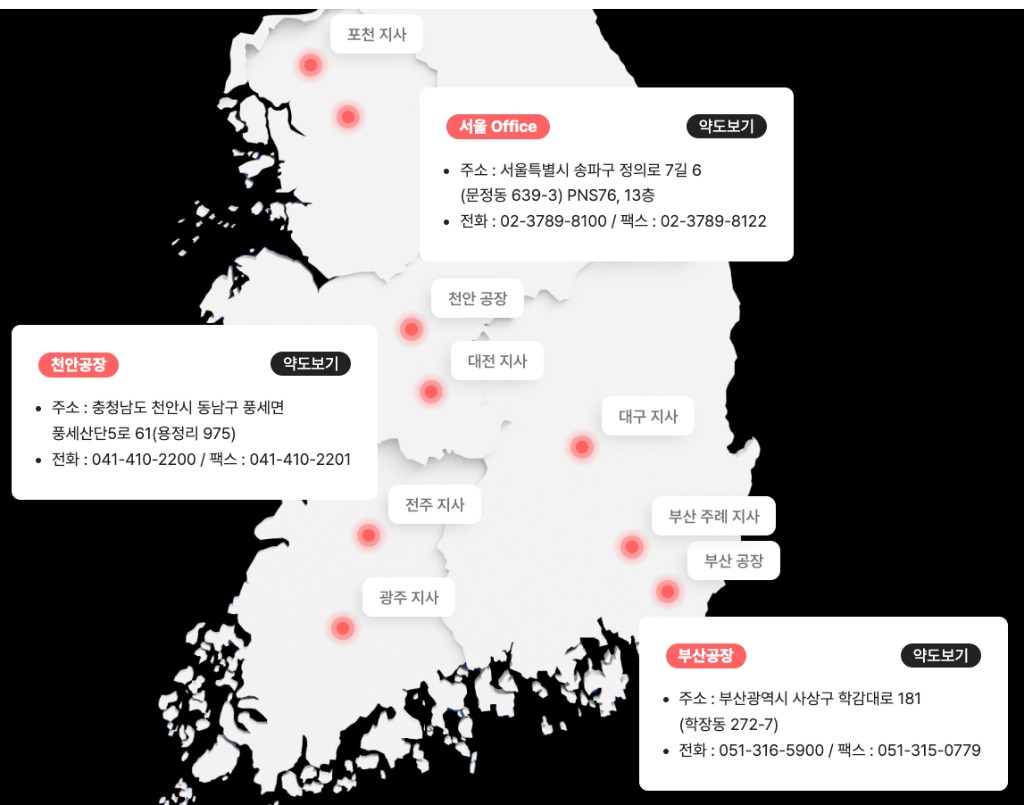 포천 지사
서울 Office
약도보기
• 주소 : 서울특별시 송파구 정의로 7길 6
(문정동 639-3) PNS76, 13층
• 전화 : 02-3789-8100 / 팩스 : 02-3789-8122
천안 공장
대전 지사
천안공장
약도보기
• 주소 : 충청남도 천안시 동남구 풍세면
풍세산단5로 61(용정리 975)
• 전화 : 041-410-2200 / 팩스 : 041-410-2201
대구 지사
전주 지사
부산 주례 지사
부산 공장
광주 지사
부산공장
약도보기
• 주소 : 부산광역시 사상구 학감대로 181
(학장동 272-7)
• 전화 : 051-316-5900 / 팩스 : 051-315-0779